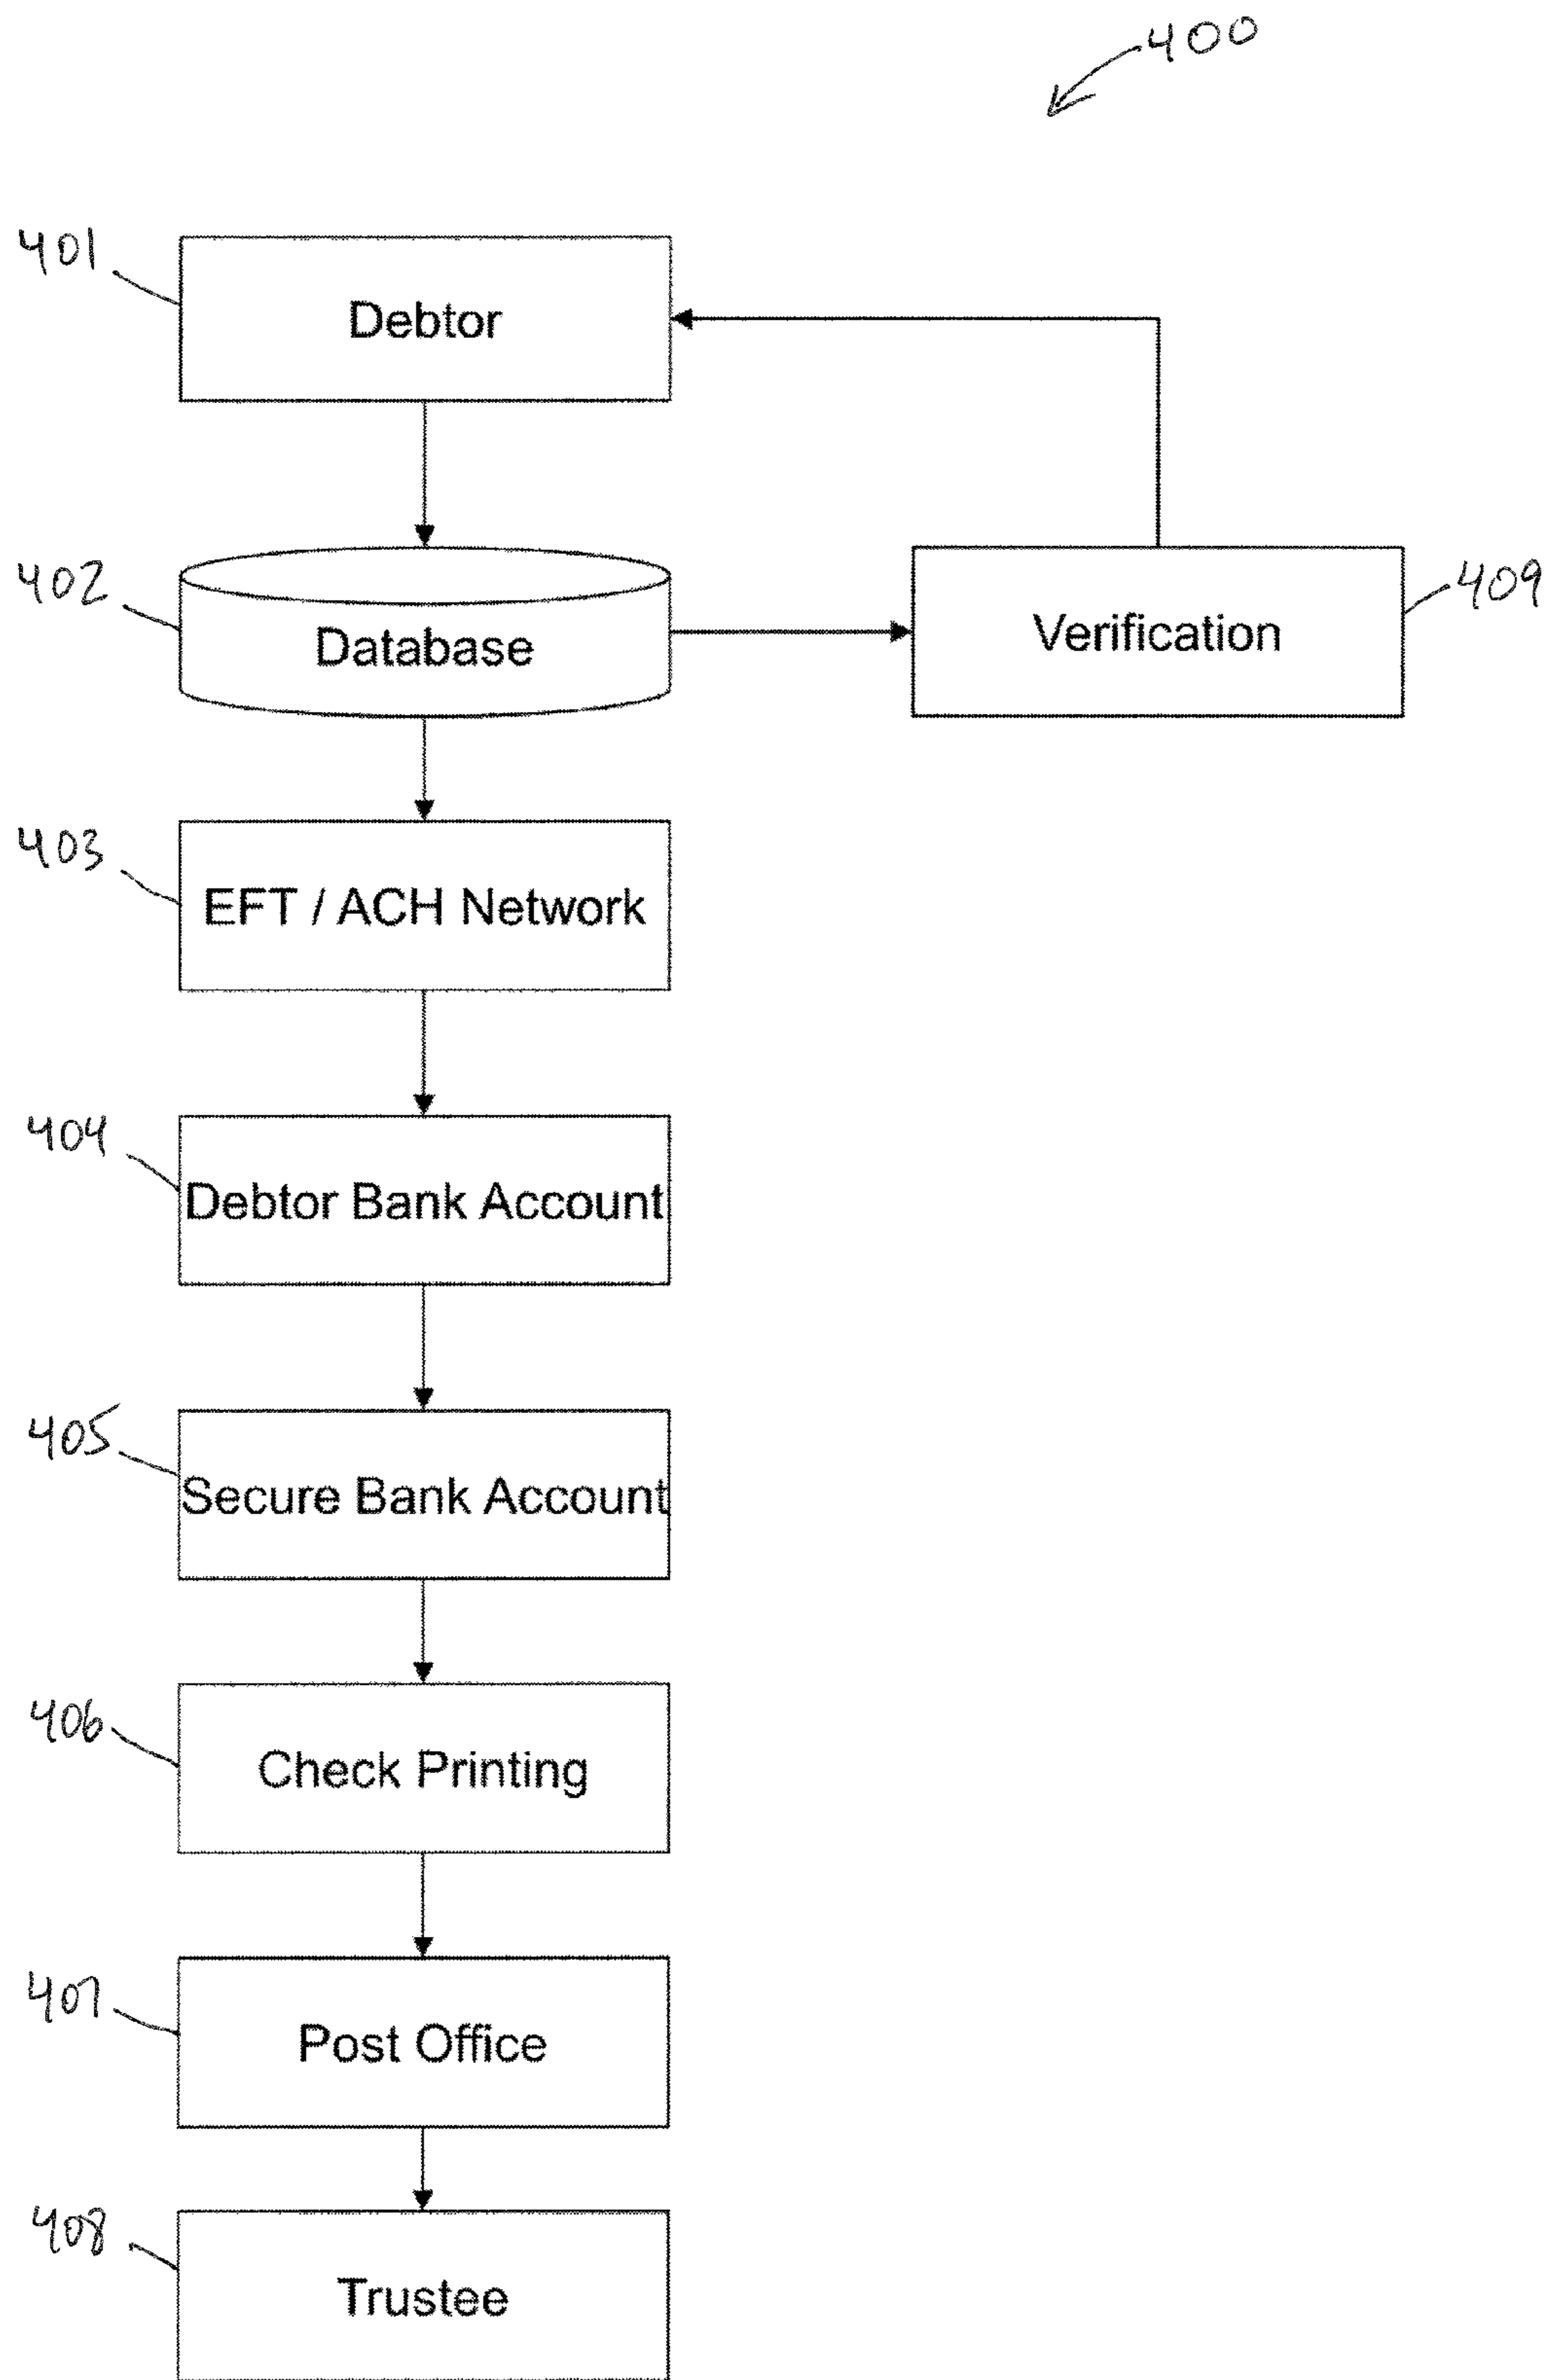 400
401
Debtor
402
Database
Verification
409
403
EFT / ACH Network
404
Debtor Bank Account
405
Secure Bank Account
406
Check Printing
407
Post Office
408
Trustee